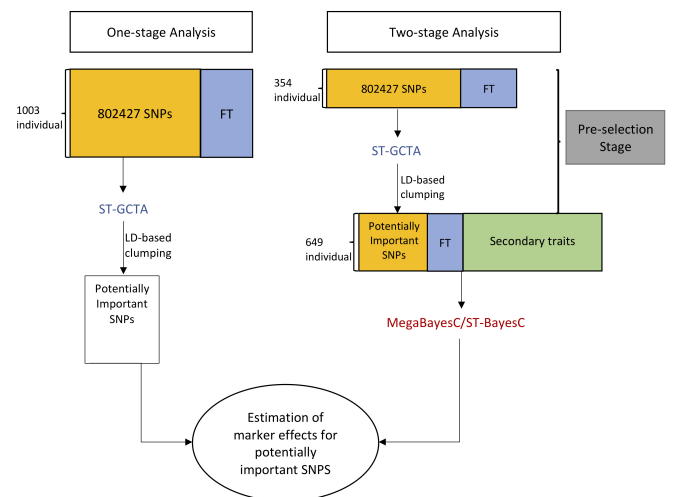 One-stage Analysis
1003
individual
802427 SNPs
FT
ST-GCTA
LD-based
clumping
Potentially
Important
SNPs
Two-stage Analysis
354
individual
802427 SNPs
FT
Pre-selection
Stage
ST-GCTA
LD-based
clumping
649
individual
Potentially
Important
SNPs
FT
Secondary traits
MegaBayesC/ST-BayesC
Estimation of
marker effects for
potentially
important SNPS